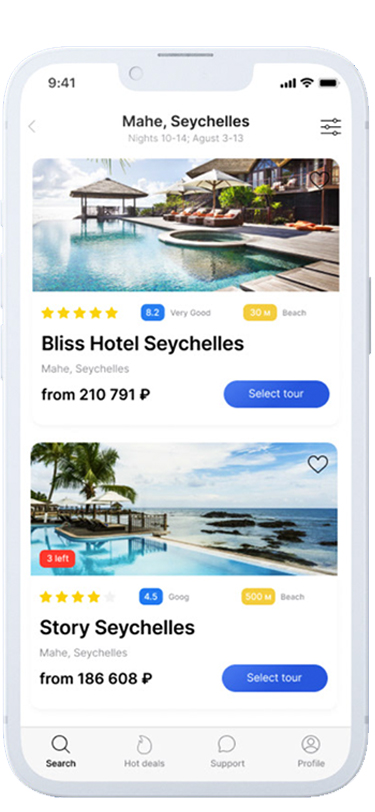 9:41
Mahe, Seychelles
Nights 10-14; Agust 3-13
8.2 Very Good 30 м Beach
Bliss Hotel Seychelles
Mahe, Seychelles
from 210 791 ₽ Select tour
3 left
4.5 Goog 500 м Beach
Story Seychelles
Mahe, Seychelles
from 186 608 ₽ Select tour
Search Hot deals Support Profile